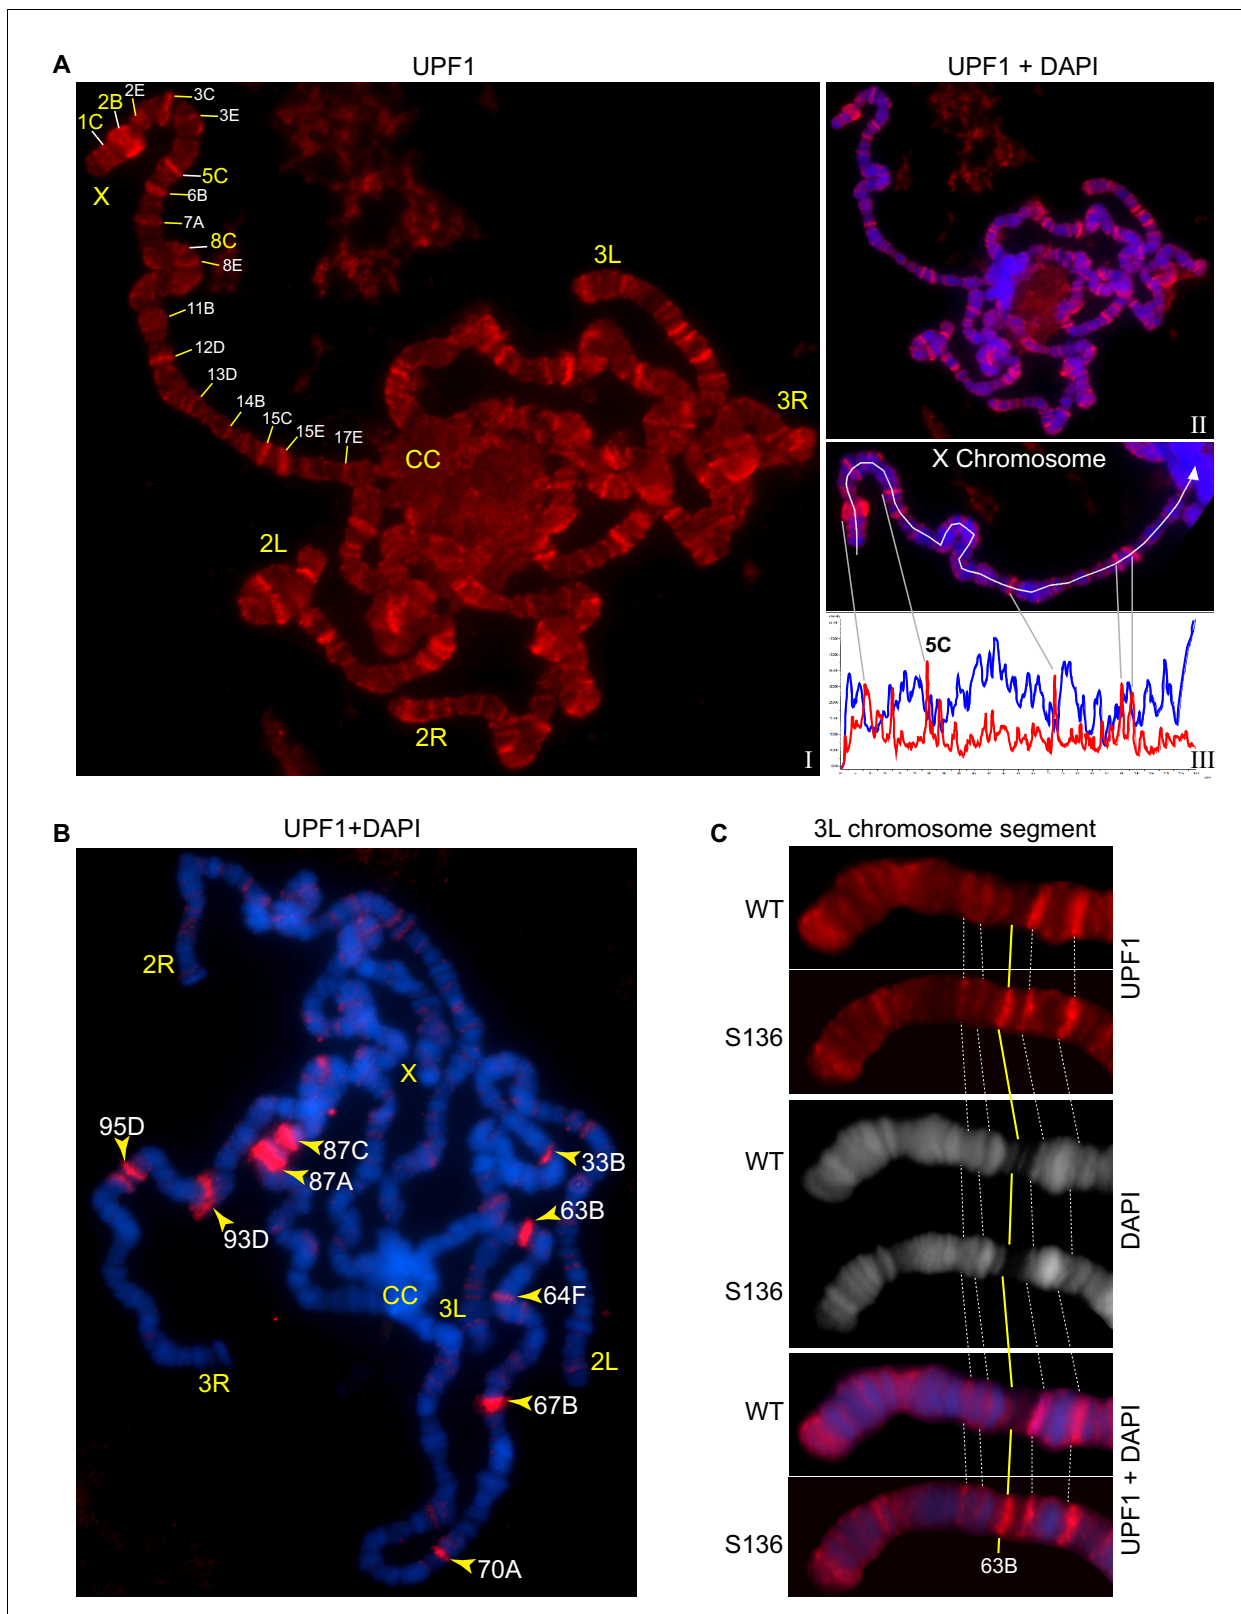 A
UPF1
UPF1 + DAPI
2E
3C
2B
3E
1C
X
5C
6B
7A
8C
8E
3L
11B
12D
13D
14B
15C
15E
17E
3R
CC
2L
2R
I
II
X Chromosome
5C
III
B
UPF1+DAPI
2R
X
95D
87C
87A
93D
33B
63B
64F
CC
3L
2L
3R
67B
70A
C
3L chromosome segment
WT
S136
UPF1
WT
S136
DAPI
WT
S136
UPF1 + DAPI
63B